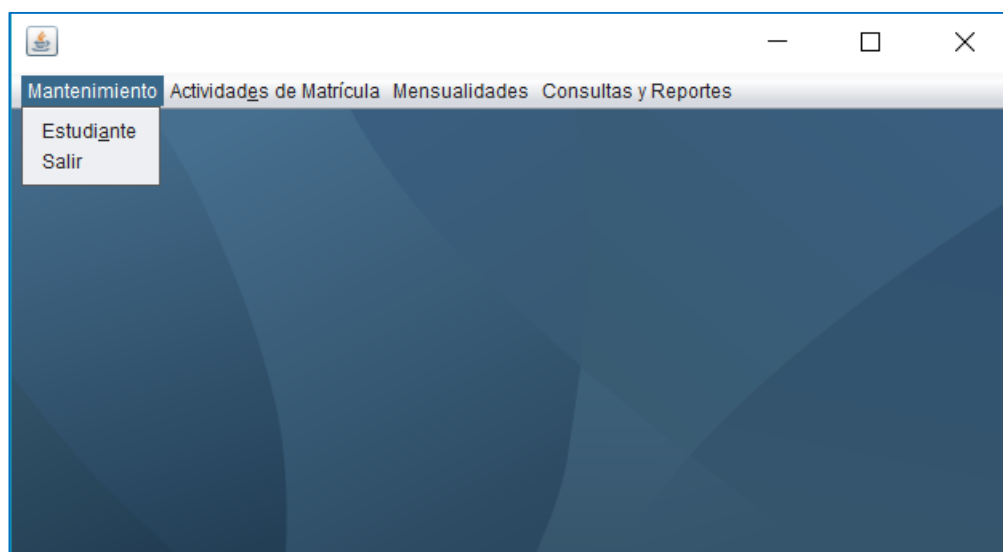 Mantenimiento Actividades de Matrícula Mensualidades Consultas y Reportes
Estudiante
Salir